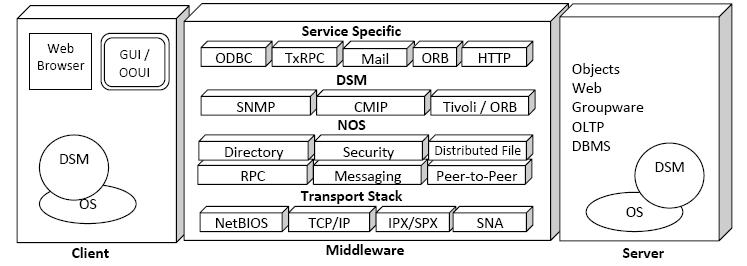 Service Specific
Web
Browser
GUI /
OOUI
ODBC
TxRPC
Mail
ORB
HTTP
DSM
SNMP
CMIP
Tivoli / ORB
NOS
Directory
Security
Distributed File
RPC
Messaging
Peer-to-Peer
Transport Stack
NetBIOS
TCP/IP
IPX/SPX
SNA
DSM
OS
Objects
Web
Groupware
OLTP
DBMS
DSM
OS
Client
Middleware
Server